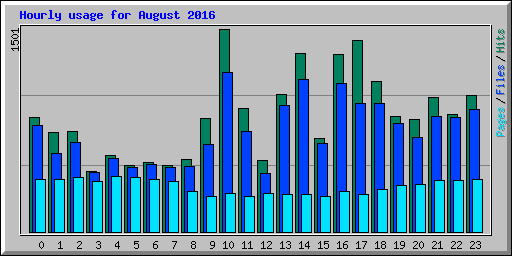 Hourly usage for August 2016
1501
Pages/Files/Hits
0 1 2 3 4 5 6 7 8 9 10 11 12 13 14 15 16 17 18 19 20 21 22 23